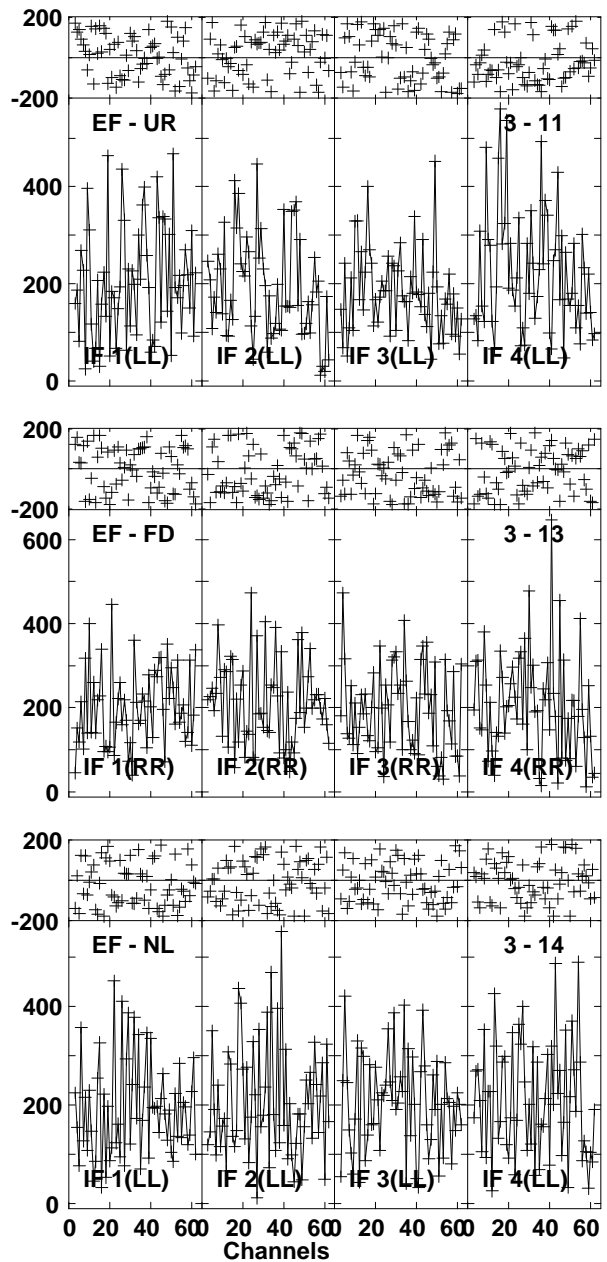 200
-200
EF - UR 3 - 11
400
200
0
IF 1(LL) IF 2(LL) IF 3(LL) IF 4(LL)
200
-200
EF - FD 3 - 13
600
400
200
0
IF 1(RR) IF 2(RR) IF 3(RR) IF 4(RR)
200
-200
EF - NL 3 - 14
400
200
0
IF 1(LL) IF 2(LL) IF 3(LL) IF 4(LL)
0 20 40 60 0 20 40 60 0 20 40 60 0 20 40 60
Channels